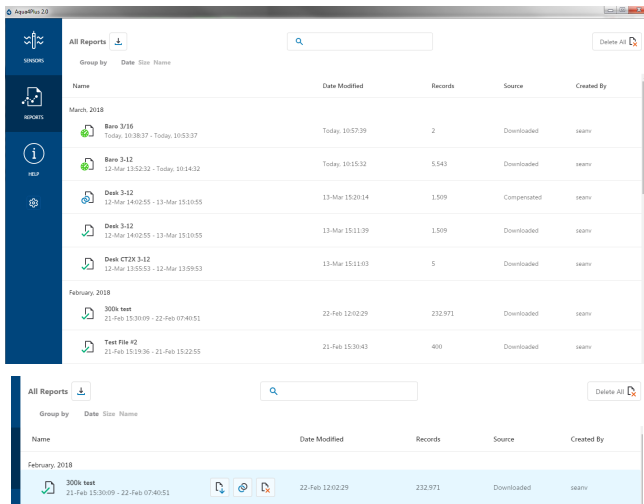 Aqua4Plus 2.0
All Reports
Delete All
SENSORS
Group by Date Size Name
Name Date Modified Records Source Created By
REPORTS
March, 2018
Baro 3/16
Today, 10:38:37 - Today, 10:53:37 Today, 10:57:39 2 Downloaded seanv
Baro 3-12
12-Mar 13:52:32 - Today, 10:14:32 Today, 10:15:32 5,543 Downloaded seanv
HELP
Desk 3-12
12-Mar 14:02:55 - 13-Mar 15:10:55 13-Mar 15:20:14 1,509 Compensated seanv
Desk 3-12
12-Mar 14:02:55 - 13-Mar 15:10:55 13-Mar 15:11:39 1,509 Downloaded seanv
Desk CT2X 3-12
12-Mar 13:55:53 - 12-Mar 13:59:53 13-Mar 15:11:03 5 Downloaded seanv
February, 2018
300k test
21-Feb 15:30:09 - 22-Feb 07:40:51 22-Feb 12:02:29 232,971 Downloaded seanv
Test File #2
21-Feb 15:19:36 - 21-Feb 15:22:55 21-Feb 15:30:43 400 Downloaded seanv
All Reports
Delete All
Group by Date Size Name
Name Date Modified Records Source Created By
February, 2018
300k test
21-Feb 15:30:09 - 22-Feb 07:40:51 22-Feb 12:02:29 232,971 Downloaded seanv